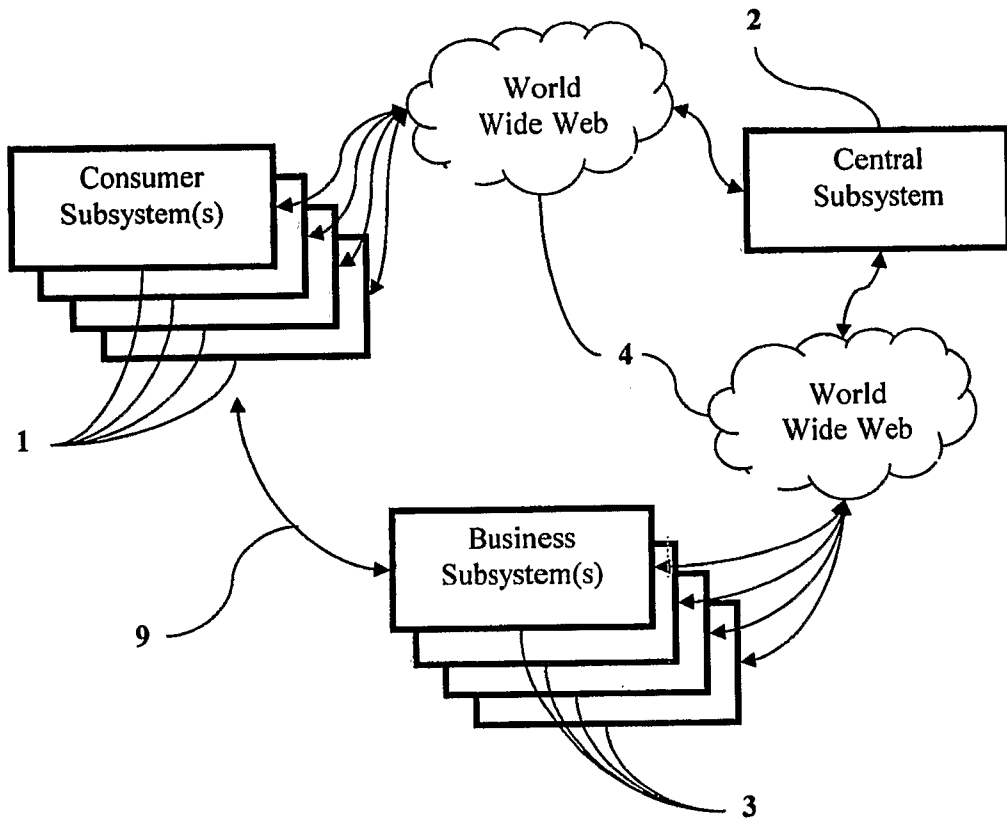 2
World
Wide Web
Central
Subsystem
Consumer
Subsystem(s)
4
World
Wide Web
1
Business
Subsystem(s)
9
3